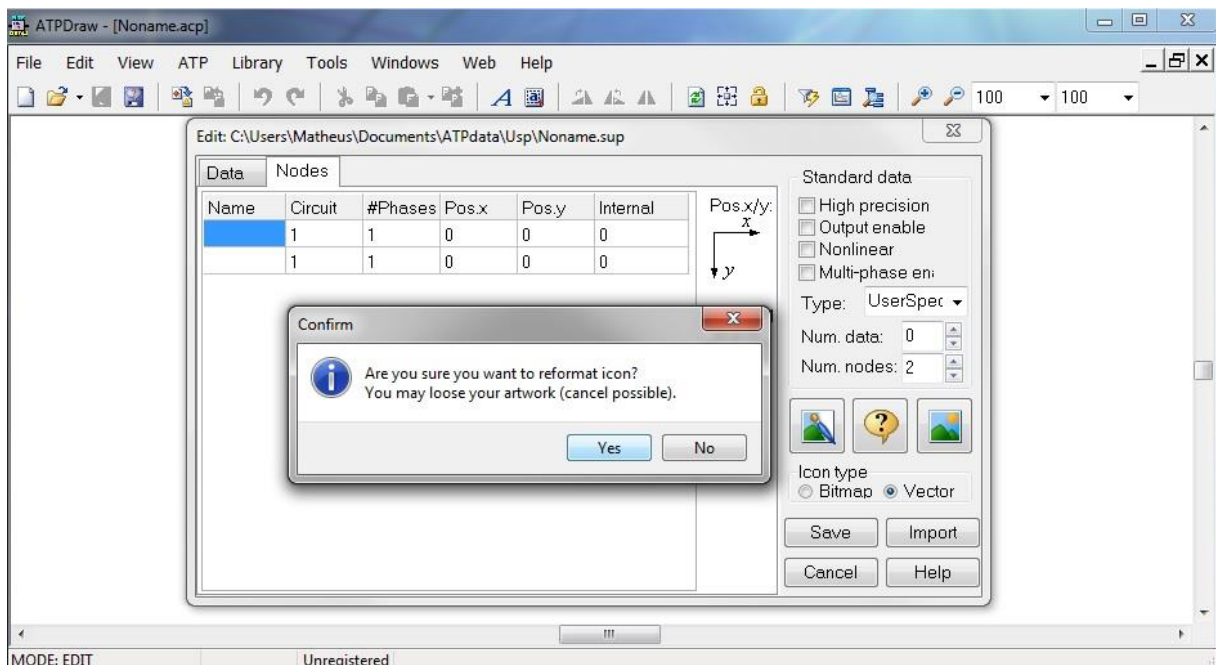 ATPDraw - [Noname.acp]
File Edit View ATP Library Tools Windows Web Help
100 100
Edit: C:\Users\Matheus\Documents\ATPdata\Usp\Noname.sup
Data Nodes
Name Circuit #Phases Pos.x Pos.y Internal
1 1 0 0 0
1 1 0 0 0
Pos.x/y:
x
y
Standard data
High precision
Output enable
Nonlinear
Multi-phase en
Type: UserSpec
Num. data: 0
Num. nodes: 2
Icon type
Bitmap Vector
Save Import
Cancel Help
Confirm
Are you sure you want to reformat icon?
You may loose your artwork (cancel possible).
Yes No
MODE: EDIT Unregistered